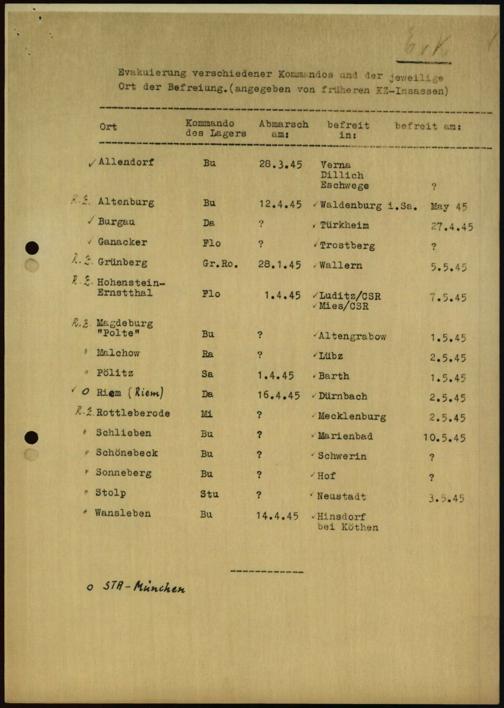 EvK
Evakuierung verschiedener Kommandos und der jeweilige
Ort der Befreiung.(angegeben von früheren KZ-Insassen)
Ort Kommando des Lagers Abmarsch am: befreit in: befreit am:
✓ Allendorf Bu 28.3.45 Verna
Dillich
Eschwege ?
R.Z. Altenburg Bu 12.4.45 ✓ Waldenburg i.Sa. May 45
✓ Burgau Da ? ✓ Türkheim 27.4.45
✓ Ganacker Flo ? ✓ Trostberg ?
R.Z. Grünberg Gr.Ro. 28.1.45 ✓ Wallern 5.5.45
R.Z. Hohenstein-
Ernstthal Flo 1.4.45 ✓ Luditz/CSR 7.5.45
✓ Mies/CSR
R.Z. Magdeburg
"Polte" Bu ? ✓ Altengrabow 1.5.45
" Malchow Ra ? ✓ Lübz 2.5.45
" Pölitz Sa 1.4.45 ✓ Barth 1.5.45
✓ o Riem (Riem) Da 16.4.45 ✓ Dürnbach 2.5.45
R.Z. Rottleberode Mi ? ✓ Mecklenburg 2.5.45
" Schlieben Bu ? ✓ Marienbad 10.5.45
" Schönebeck Bu ? ✓ Schwerin ?
" Sonneberg Bu ? ✓ Hof ?
" Stolp Stu ? ✓ Neustadt 3.5.45
" Wansleben Bu 14.4.45 ✓ Hinsdorf
bei Köthen
o STA-München